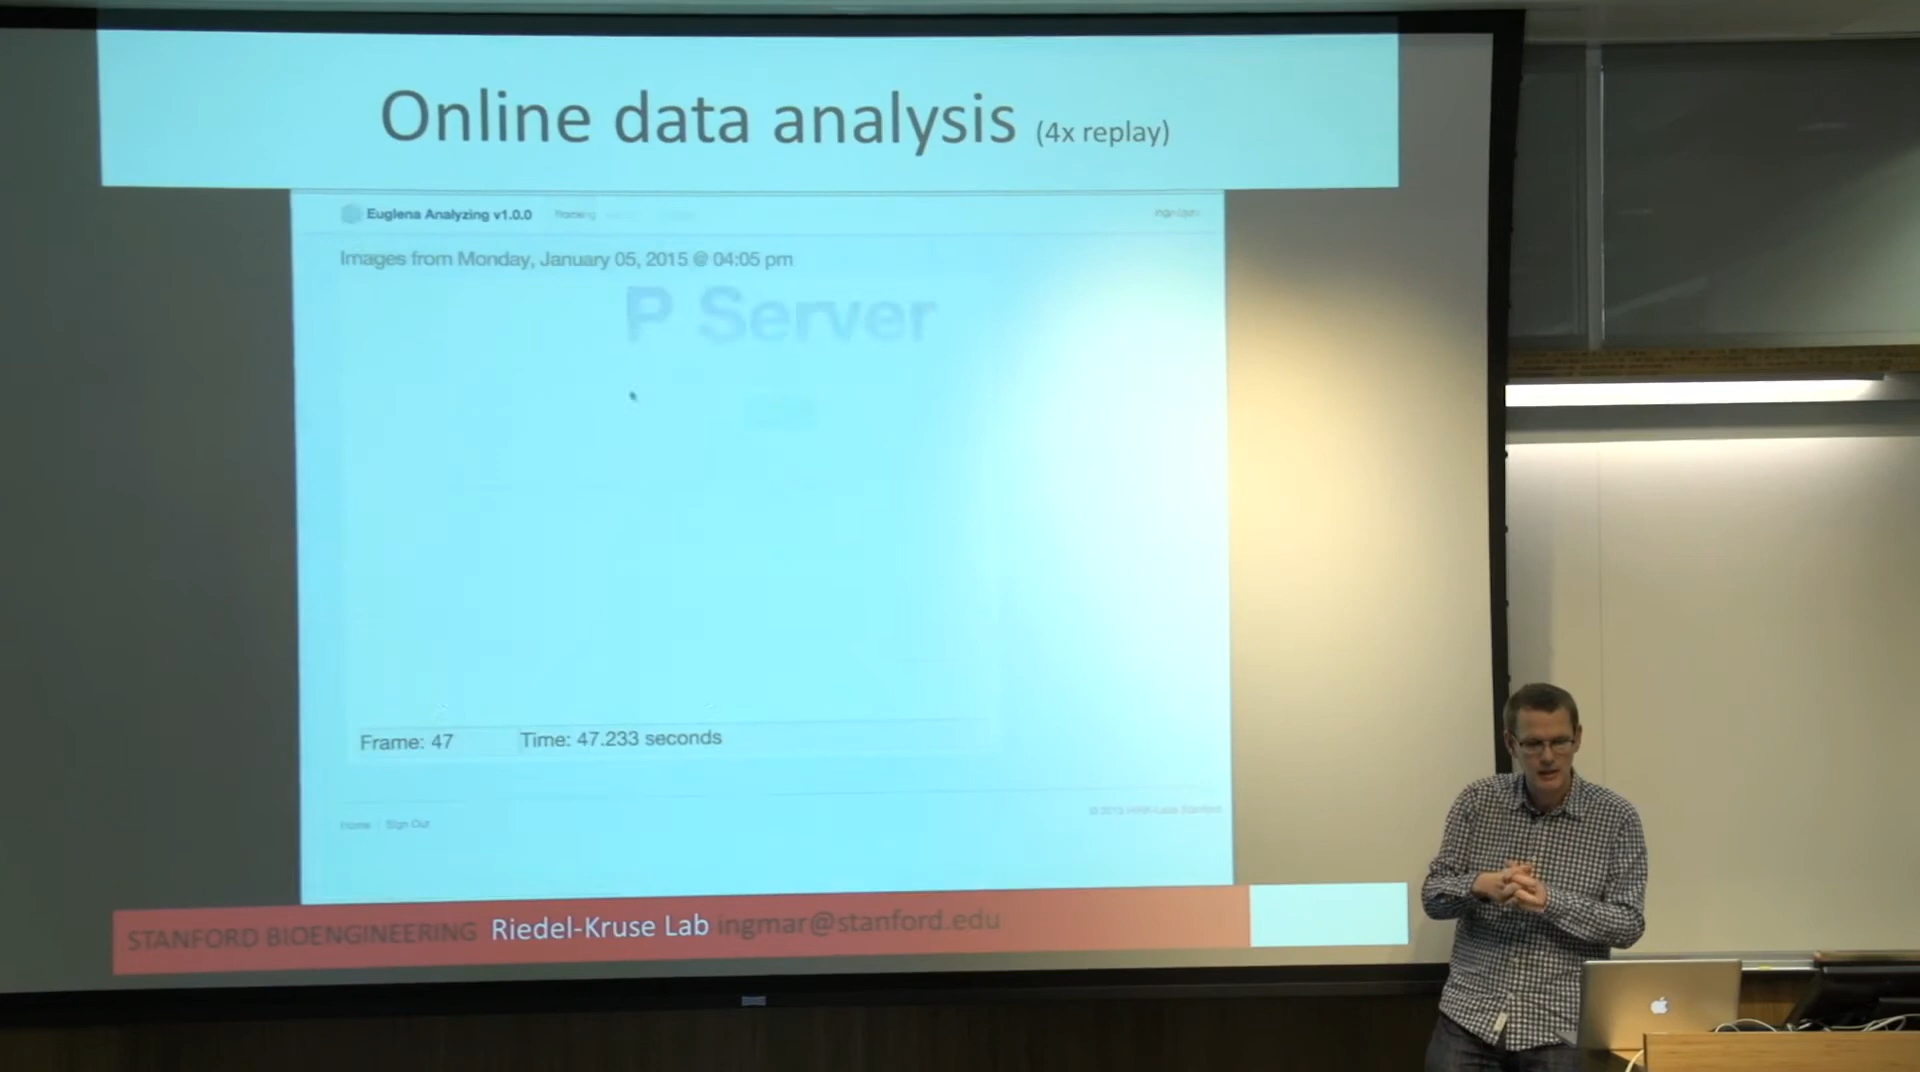 Online data analysis (4x replay)
Euglena Analyzing v1.0.0
Images from Monday, January 05, 2015 @ 04:05 pm
P Server
Frame: 47 Time: 47.233 seconds
Home Sign Out
STANFORD BIOENGINEERING Riedel-Kruse Lab ingmar@stanford.edu